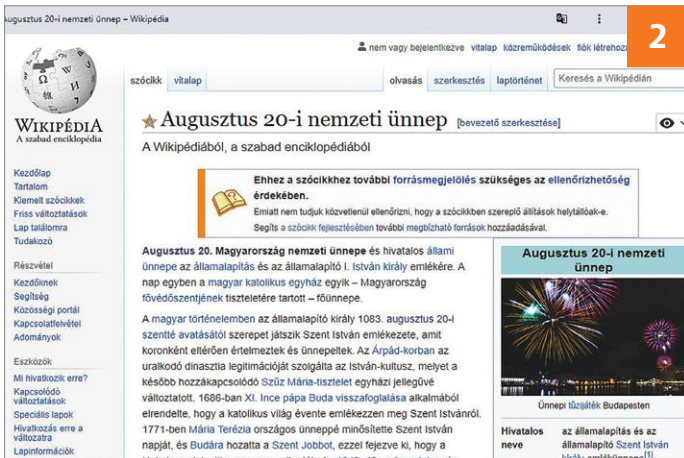 Augusztus 20-i nemzeti ünnep – Wikipédia
2
nem vagy bejelentkezve vitalap közreműködések fiók
szócikk vitalap olvasás szerkesztés laptörténet Keresés a Wikipédián
WIKIPÉDIA
A szabad enciklopédia
Kezdőlap
Tartalom
Kiemelt szócikkek
Friss változtatások
Lap találomra
Tudakozó
Részvétel
Kezdőknek
Segítség
Közösségi portál
Kapcsolatfelvétel
Adományok
Eszközök
Mi hivatkozik erre?
Kapcsolódó
változtatások
Speciális lapok
Hivatkozás erre a
változatra
Lapinformációk
Augusztus 20-i nemzeti ünnep [bevezető szerkesztése]
A Wikipédiából, a szabad enciklopédiából
Ehhez a szócikkhez további forrásmegjelölés szükséges az ellenőrizhetőség
érdekében.
Emiatt nem tudjuk közvetlenül ellenőrizni, hogy a szócikkben szereplő állítások helytállóak-e.
Segíts a szócikk fejlesztésében további megbízható források hozzáadásával.
Augusztus 20. Magyarország nemzeti ünnepe és hivatalos állami
ünnepe az államalapítás és az államalapító I. István király emlékére. A
nap egyben a magyar katolikus egyház egyik – Magyarország
fővédőszentjének tiszteletére tartott – főünnepe.
A magyar történelemben az államalapító király 1083. augusztus 20-i
szentté avatásától szerepet játszik Szent István emlékezete, amit
koronként eltérően értelmeztek és ünnepeltek. Az Árpád-korban az
uralkodó dinasztia legitimációját szolgálta az István-kultusz, melyet a
később hozzákapcsolódó Szűz Mária-tisztelet egyházi jellegűvé
változtatott. 1686-ban XI. Ince pápa Buda visszafoglalása alkalmából
elrendelte, hogy a katolikus világ évente emlékezzen meg Szent Istvánról.
1771-ben Mária Terézia országos ünneppé minősítette Szent István
napját, és Budára hozatta a Szent Jobbot, ezzel fejezve ki, hogy a
Augusztus 20-i nemzeti
ünnep
Ünnepi tűzijáték Budapesten
Hivatalos neve az államalapítás és az
államalapító Szent István
király emlékünnepe[1]